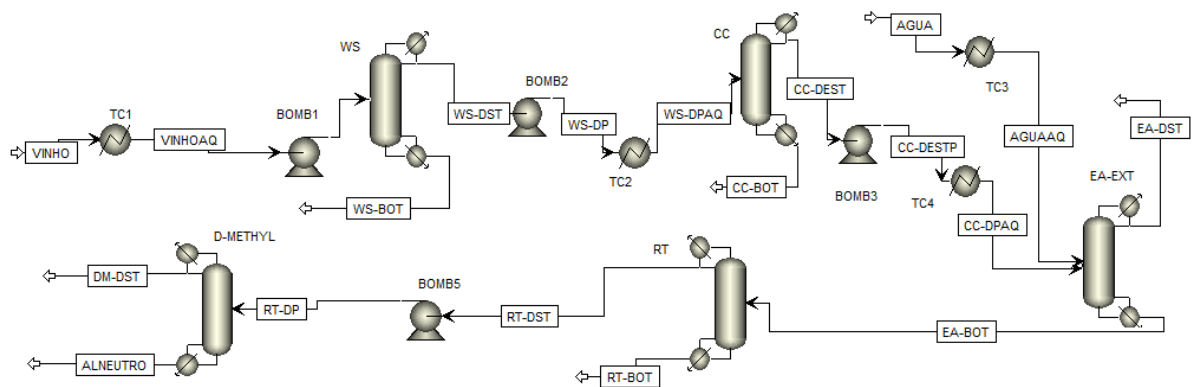 WS
CC
AGUA
TC3
TC1
BOMB1
BOMB2
WS-DST
CC-DEST
EA-DST
VINHO
VINHOAQ
WS-DP
WS-DPAQ
AGUAAQ
TC2
CC-DESTP
BOMB3
TC4
EA-EXT
CC-BOT
WS-BOT
CC-DPAQ
D-METHYL
RT
DM-DST
BOMB5
RT-DP
RT-DST
EA-BOT
ALNEUTRO
RT-BOT